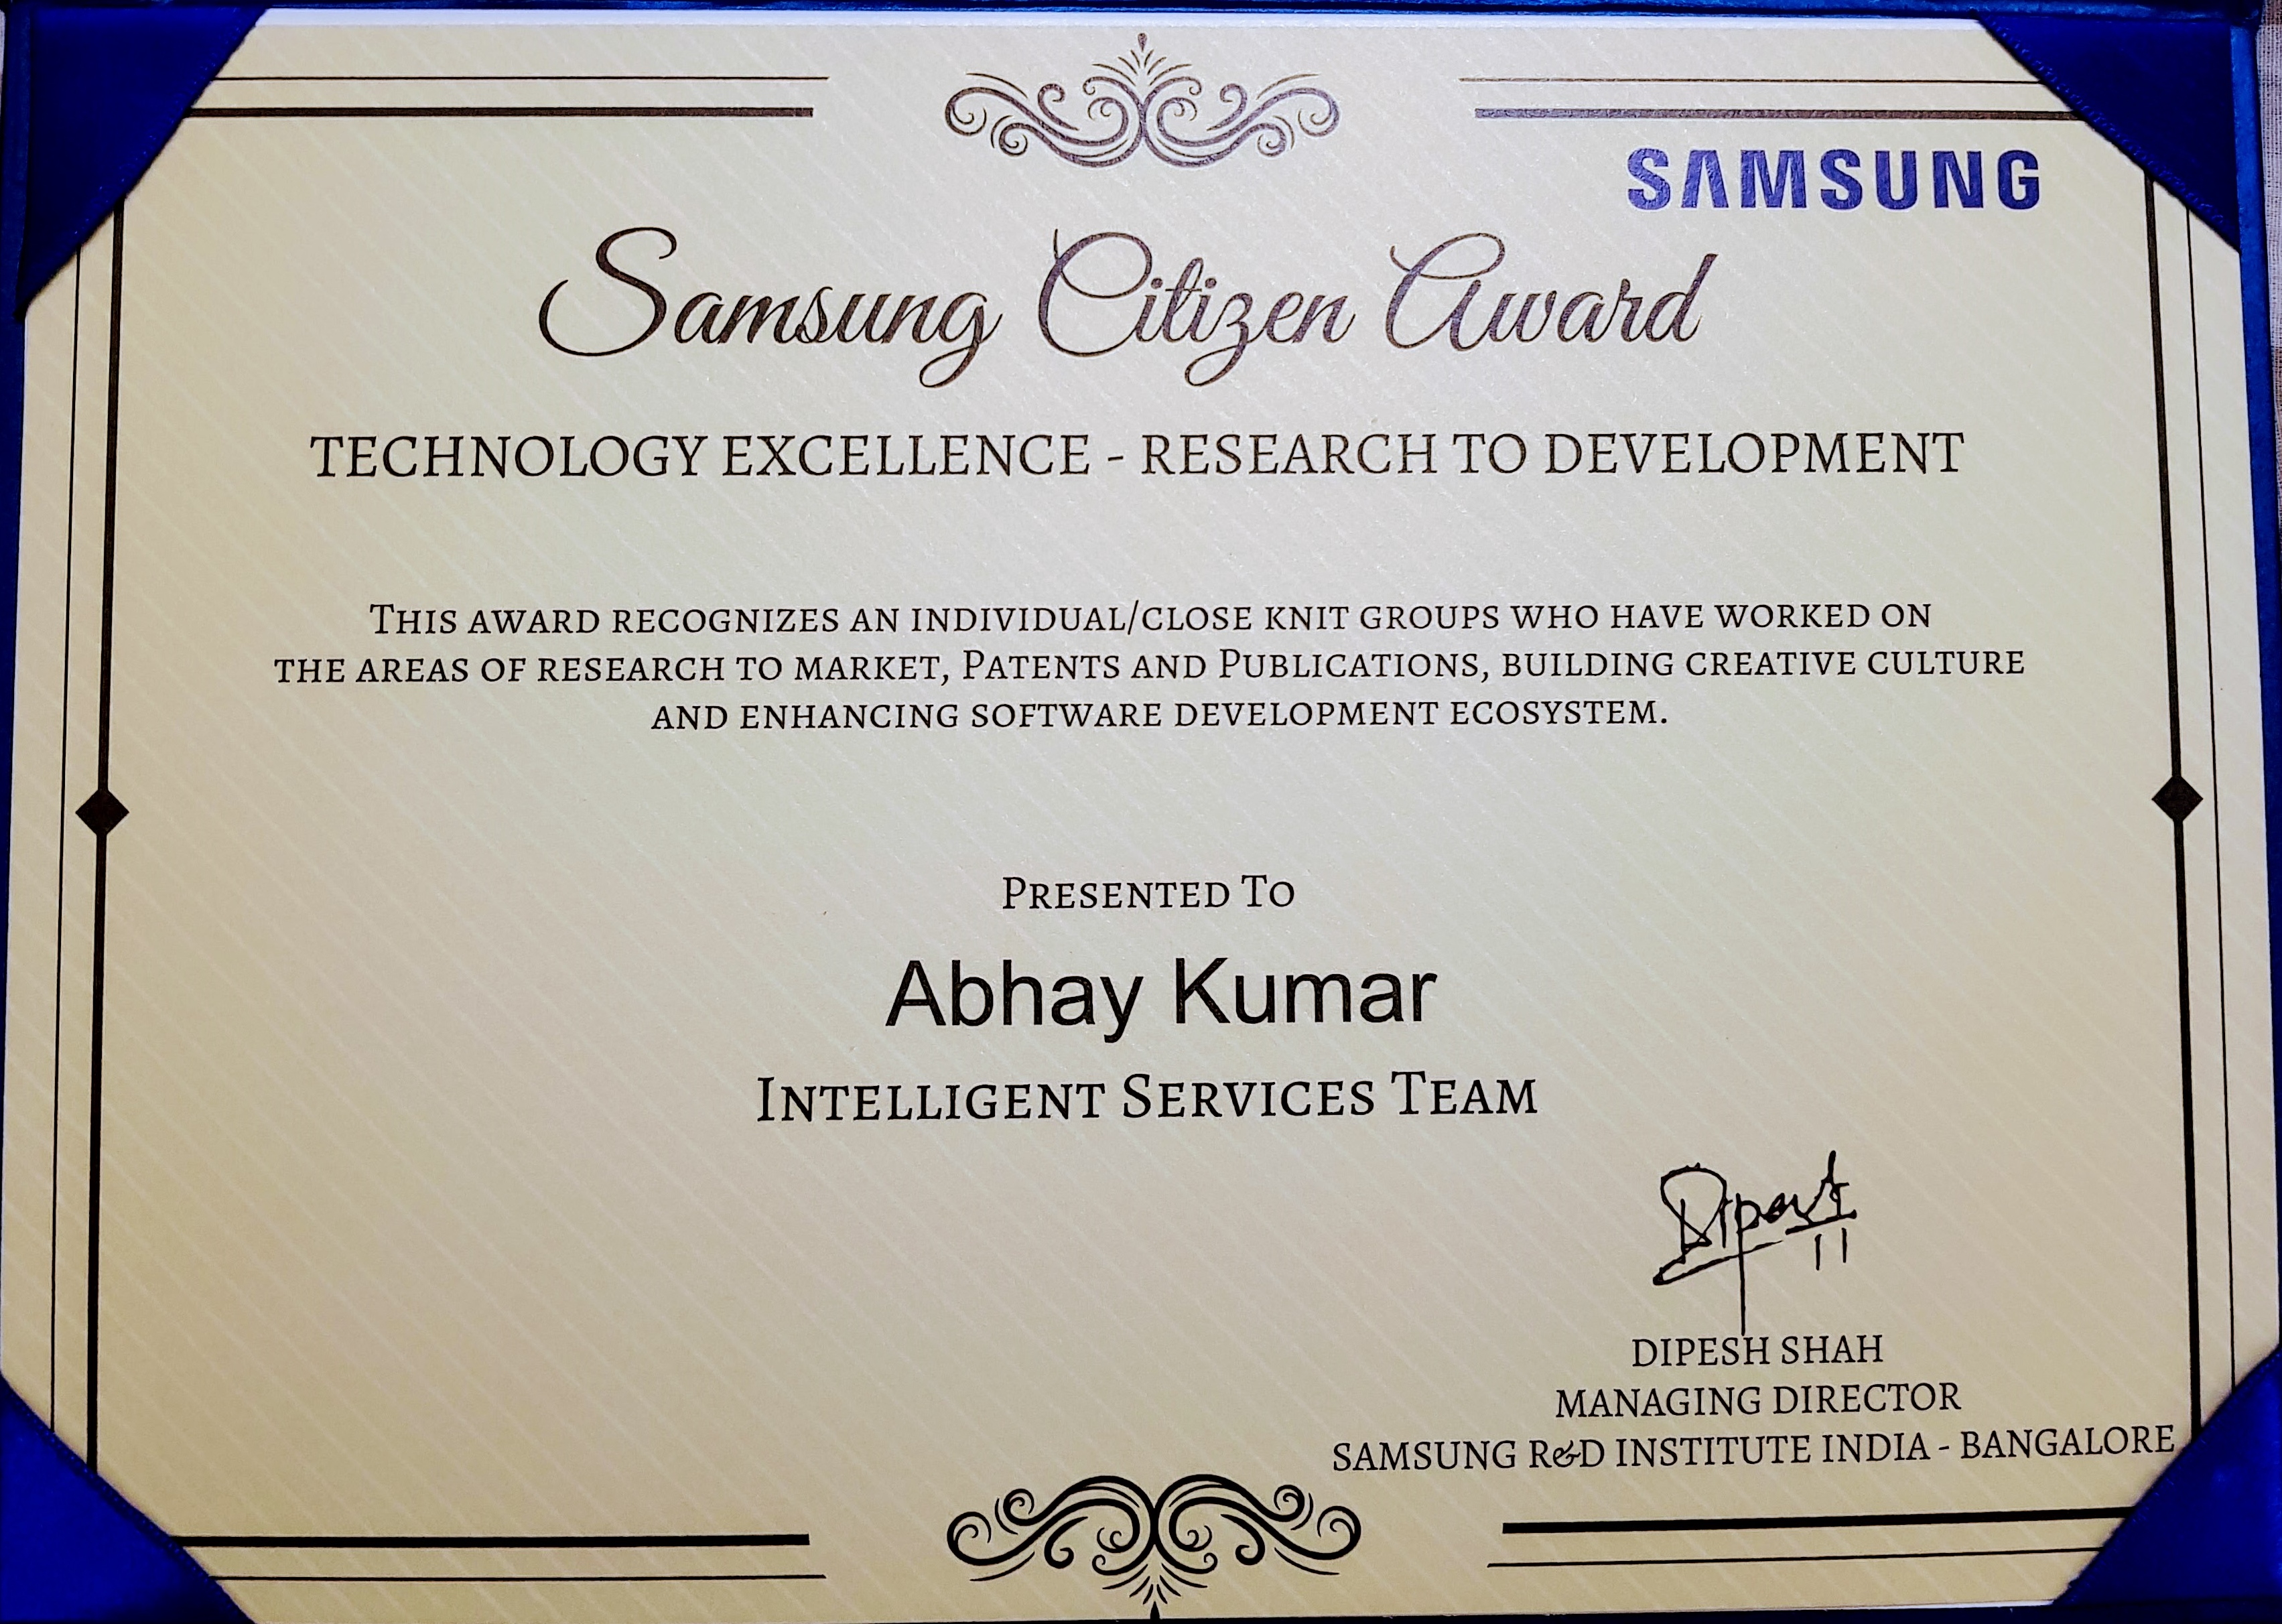 SAMSUNG
Samsung Citizen Award
TECHNOLOGY EXCELLENCE - RESEARCH TO DEVELOPMENT
THIS AWARD RECOGNIZES AN INDIVIDUAL/CLOSE KNIT GROUPS WHO HAVE WORKED ON
THE AREAS OF RESEARCH TO MARKET, PATENTS AND PUBLICATIONS, BUILDING CREATIVE CULTURE
AND ENHANCING SOFTWARE DEVELOPMENT ECOSYSTEM.
PRESENTED TO
Abhay Kumar
INTELLIGENT SERVICES TEAM
DIPESH SHAH
MANAGING DIRECTOR
SAMSUNG R&D INSTITUTE INDIA - BANGALORE